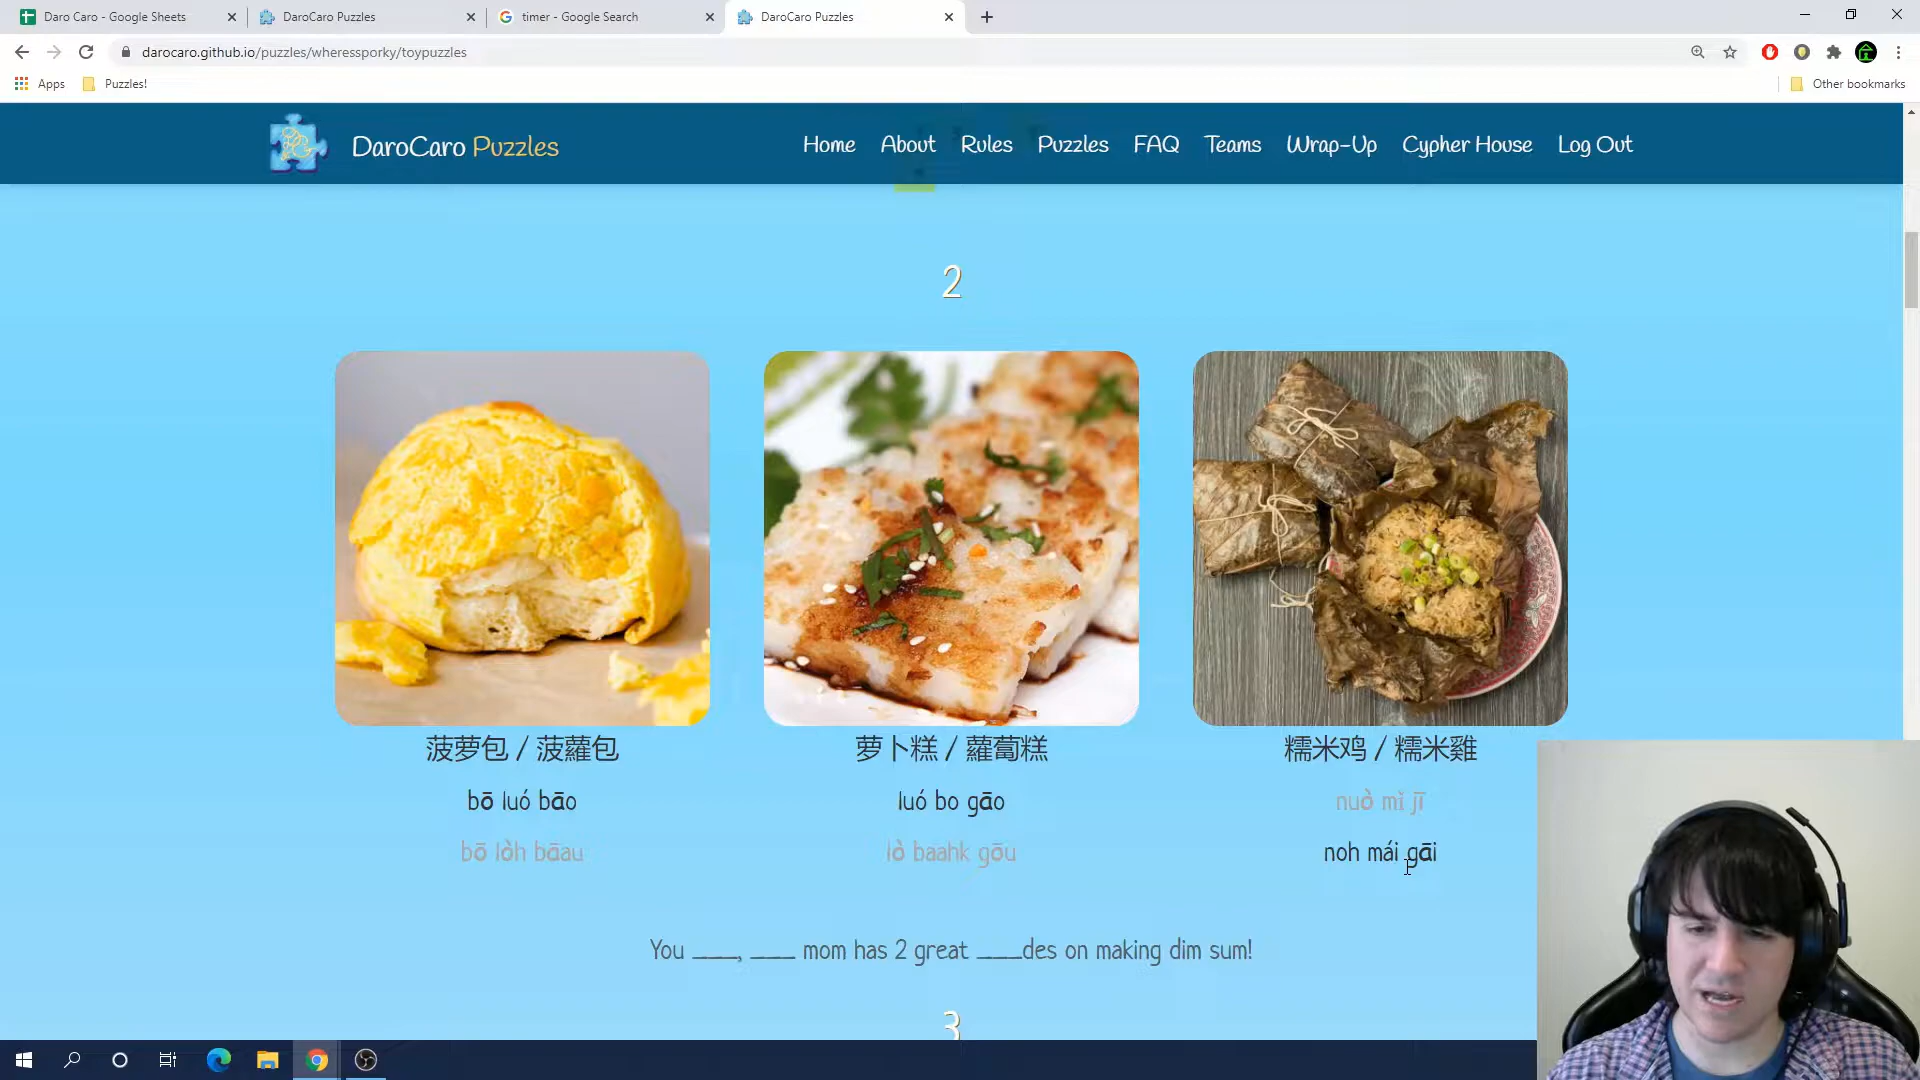 Daro Caro - Google Sheets
DaroCaro Puzzles
timer - Google Search
DaroCaro Puzzles
darocaro.github.io/puzzles/wheressporky/toypuzzles
Apps
Puzzles!
Other bookmarks
DaroCaro Puzzles
Home About Rules Puzzles FAQ Teams Wrap-Up Cypher House Log Out
2
菠萝包 / 菠蘿包
萝卜糕 / 蘿蔔糕
糯米鸡 / 糯米雞
bō luó bāo
luó bo gāo
nuò mǐ jī
bō lòh bāau
lò baahk gōu
noh mái gāi
You ___, ___ mom has 2 great ___des on making dim sum!
3